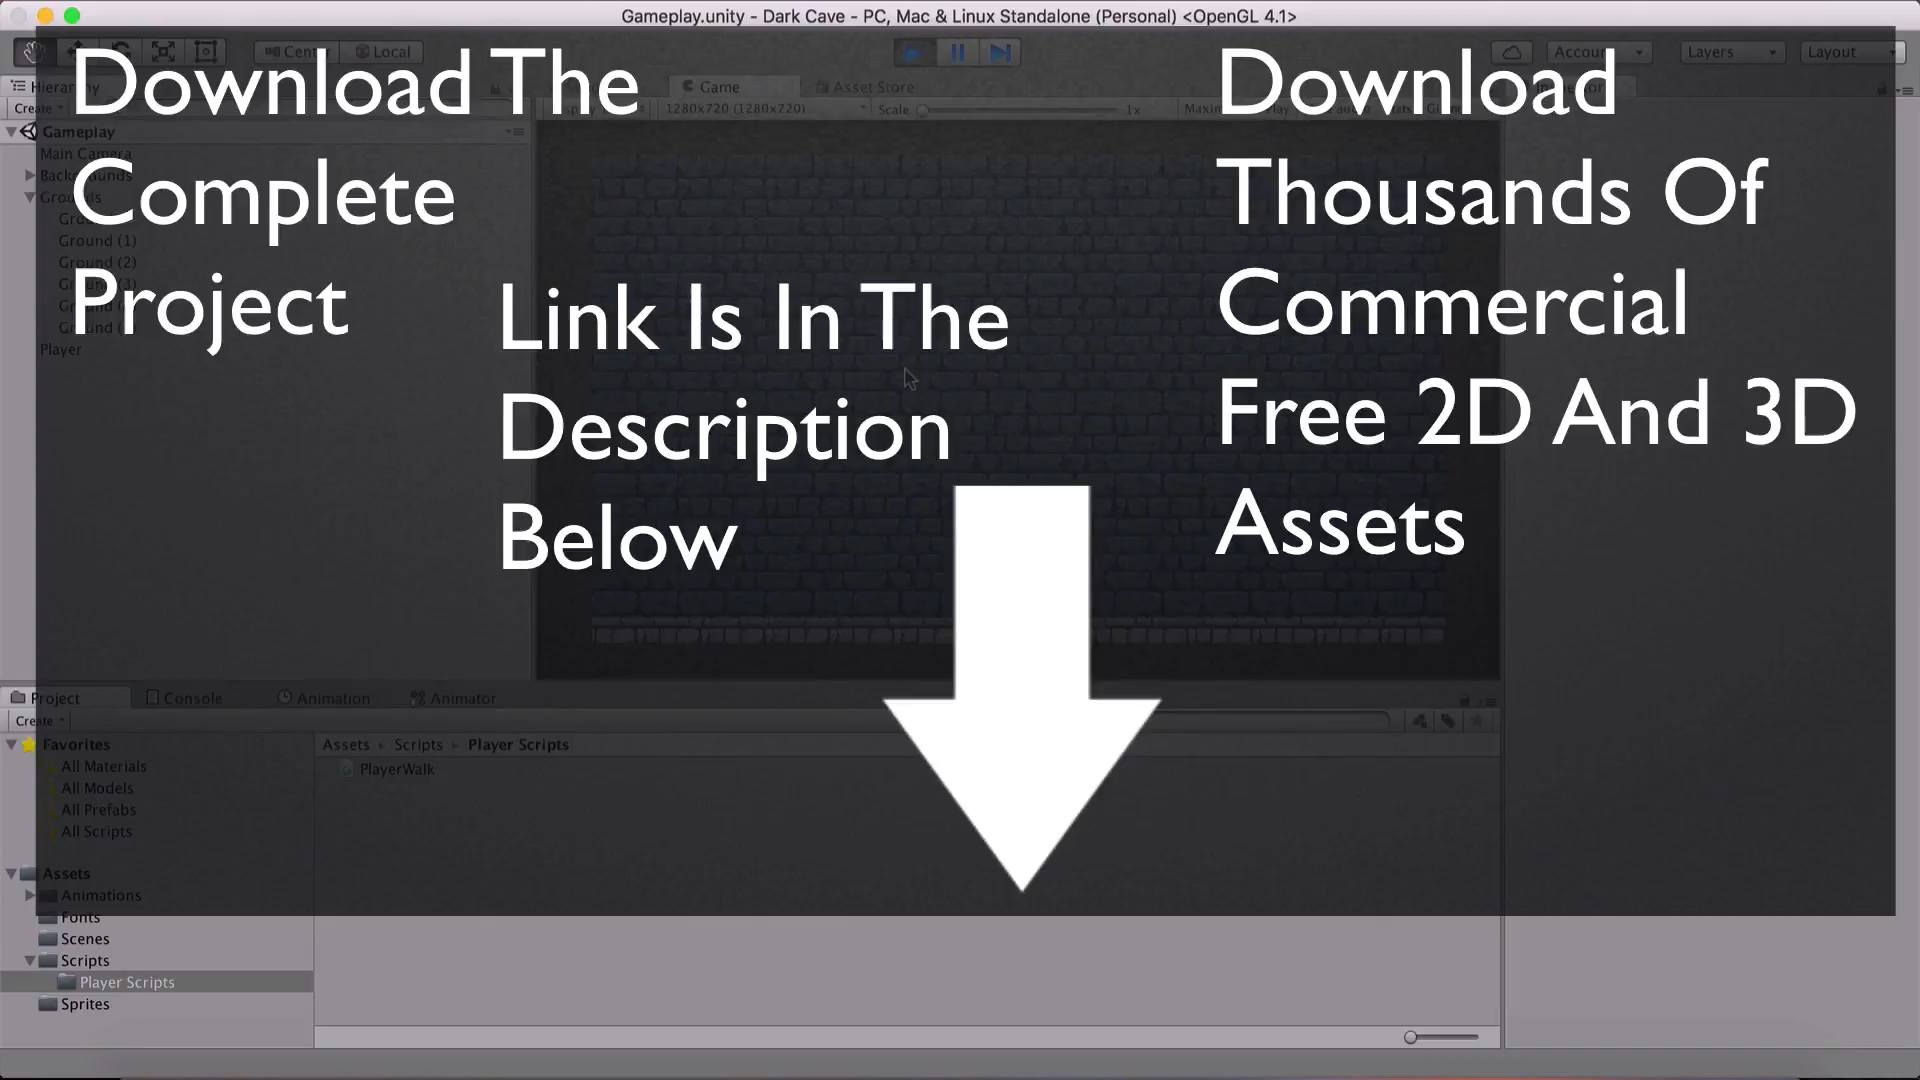 Gameplay.unity - Dark Cave - PC, Mac & Linux Standalone (Personal) <OpenGL 4.1>
Download The
Complete
Project
Link Is In The
Description
Below
Download
Thousands Of
Commercial
Free 2D And 3D
Assets
Local
Layers
Layout
Game
Asset Store
Create
1280x720 (1280x720)
Scale
1x
Gameplay
Main Camera
Ground (1)
Ground (2)
Player
Project
Console
Animation
Animator
Create
Favorites
All Materials
All Models
All Prefabs
All Scripts
Assets
Animations
Fonts
Scenes
Scripts
Player Scripts
Sprites
Assets
Scripts
Player Scripts
PlayerWalk